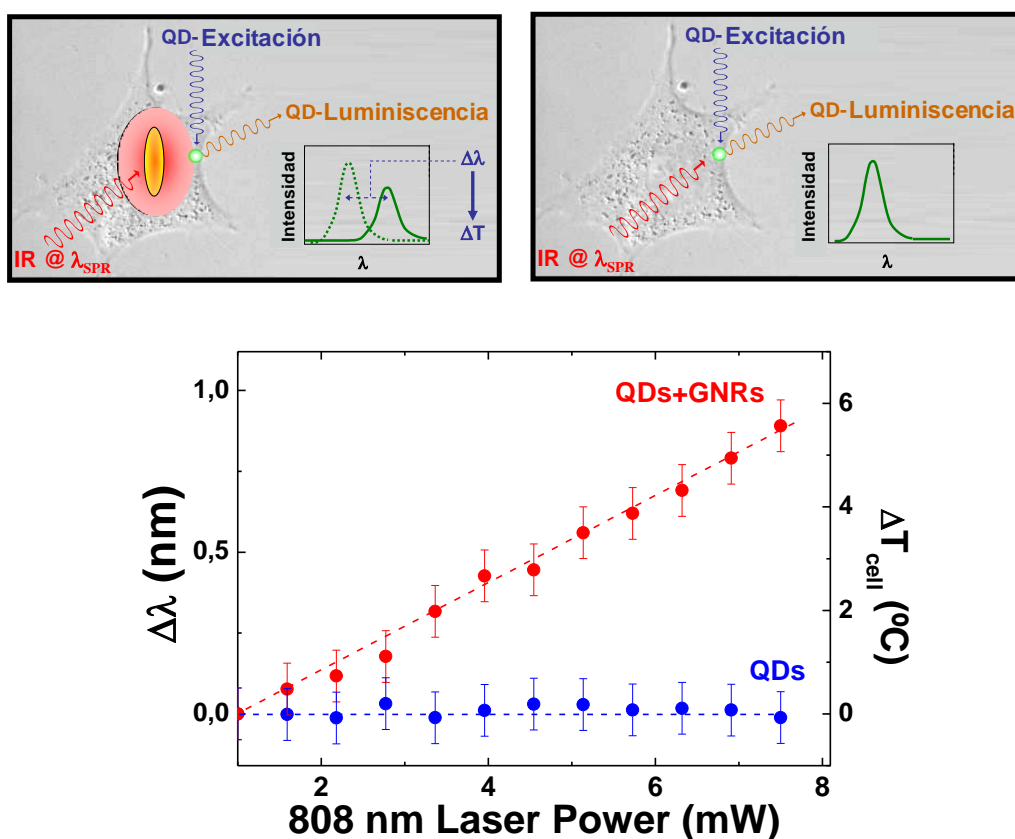 QD-Excitación
QD-Luminiscencia
Intensidad
Δλ
ΔT
λ
IR @ λSPR
QD-Excitación
QD-Luminiscencia
Intensidad
λ
IR @ λSPR
1,0
0,5
0,0
Δλ (nm)
QDs+GNRs
QDs
6
4
2
0
ΔTcell (ºC)
2 4 6 8
808 nm Laser Power (mW)